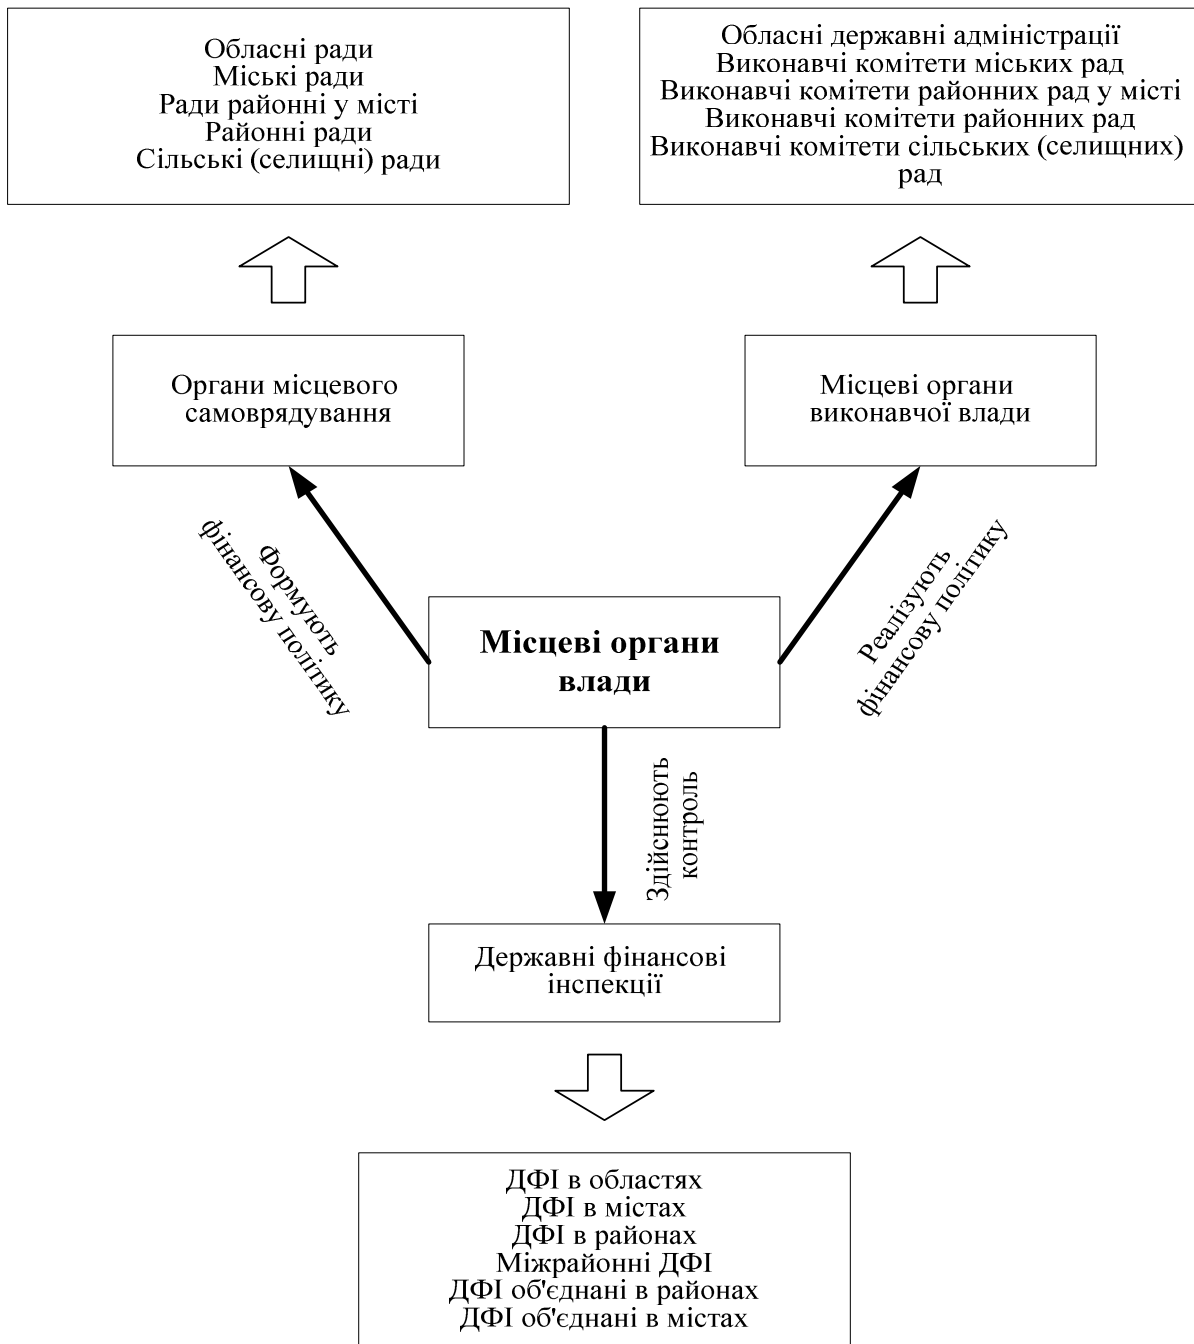 Обласні ради
Міські ради
Ради районні у місті
Районні ради
Сільські (селищні) ради
Обласні державні адміністрації
Виконавчі комітети міських рад
Виконавчі комітети районних рад у місті
Виконавчі комітети районних рад
Виконавчі комітети сільських (селищних)
рад
Органи місцевого
самоврядування
Місцеві органи
виконавчої влади
Формують
фінансову політику
Реалізують
фінансову політику
Місцеві органи
влади
Здійснюють
контроль
Державні фінансові
інспекції
ДФІ в областях
ДФІ в містах
ДФІ в районах
Міжрайонні ДФІ
ДФІ об'єднані в районах
ДФІ об'єднані в містах